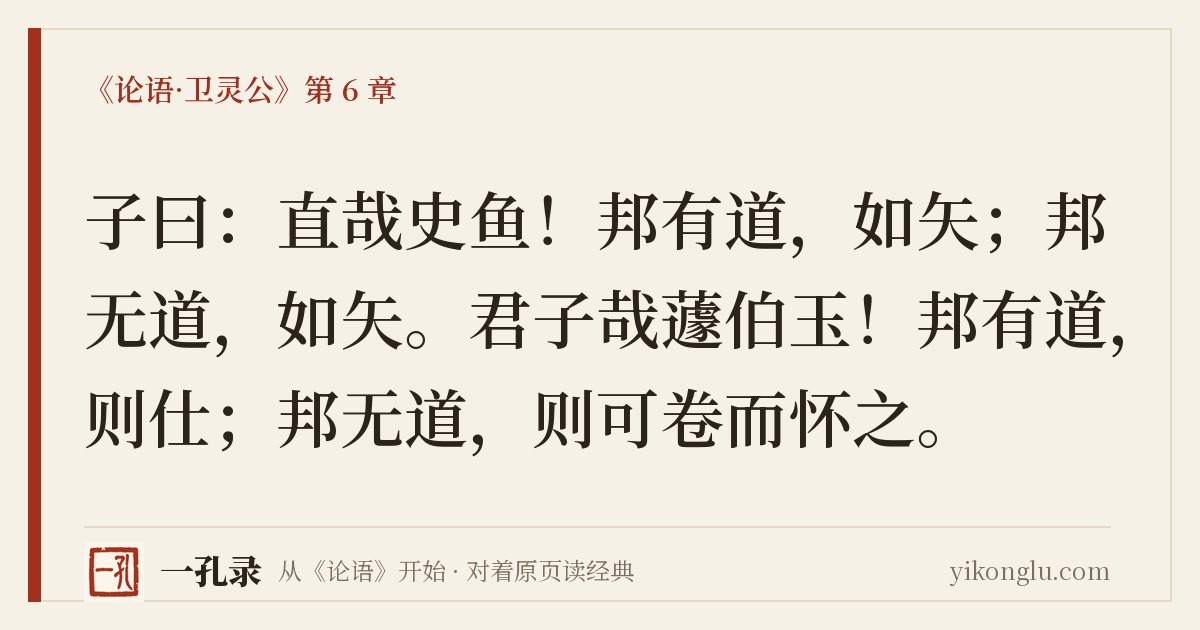 《论语·卫灵公》第 6 章
子曰：直哉史鱼！邦有道，如矢；邦
无道，如矢。君子哉蘧伯玉！邦有道，
则仕；邦无道，则可卷而怀之。
一孔
一孔录 从《论语》开始 · 对着原页读经典 yikonglu.com